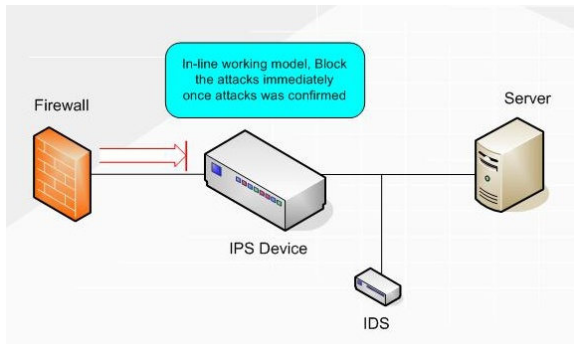 In-line working model, Block
the attacks immediately
once attacks was confirmed
Firewall
Server
IPS Device
IDS